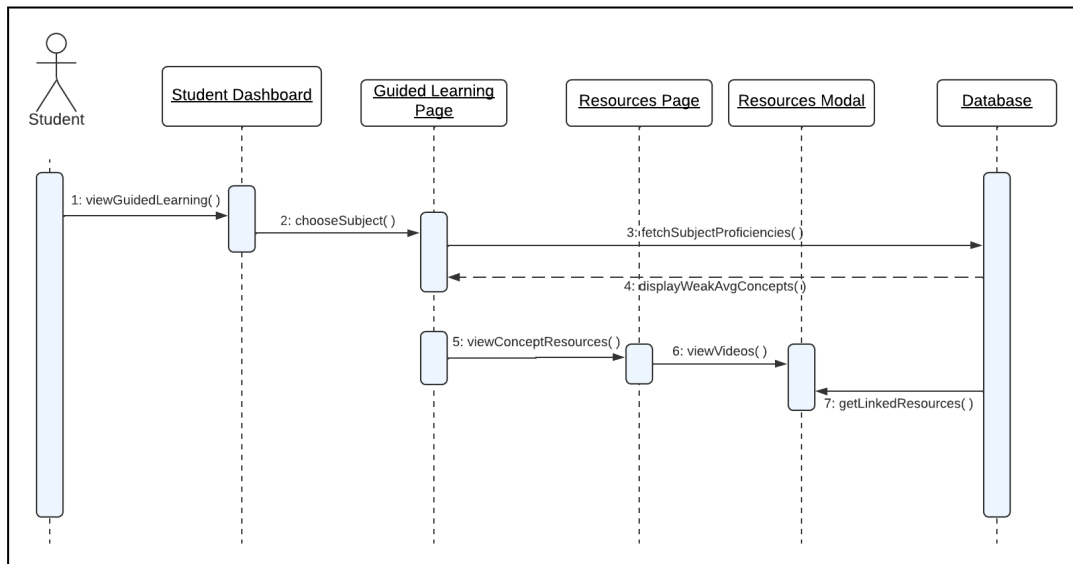 Student
Student Dashboard
Guided Learning
Page
Resources Page
Resources Modal
Database
1: viewGuidedLearning( )
2: chooseSubject( )
3: fetchSubjectProficiencies( )
4: displayWeakAvgConcepts( )
5: viewConceptResources( )
6: viewVideos( )
7: getLinkedResources( )